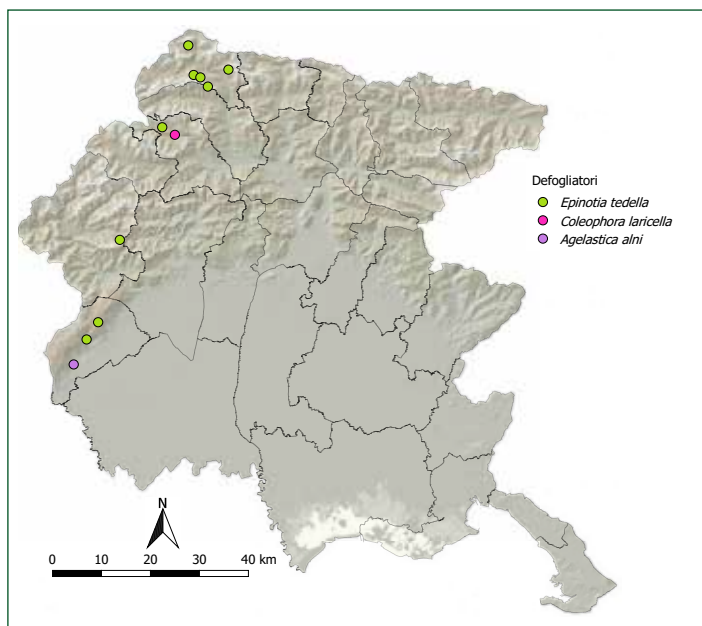 Defogliatori
Epinotia tedella
Coleophora laricella
Agelastica alni
N
0 10 20 30 40 km